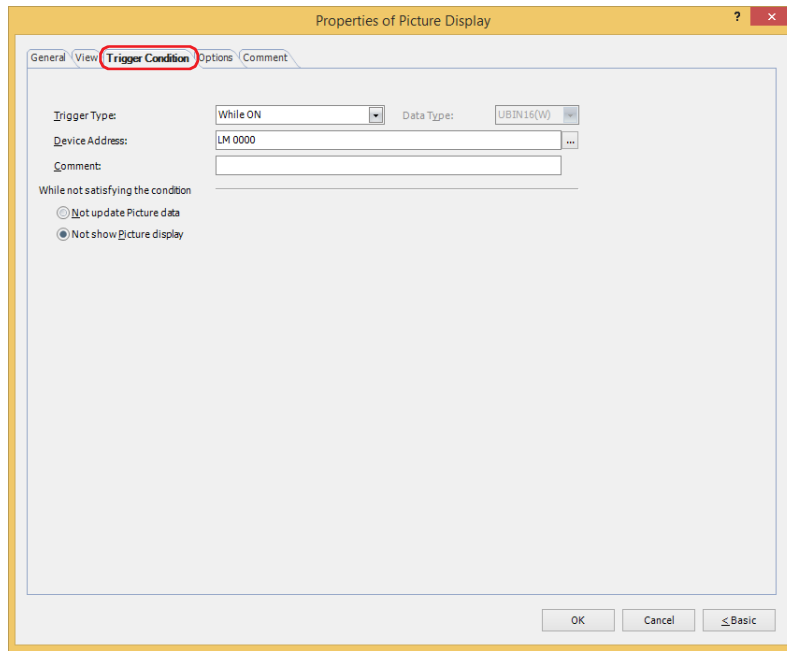 Properties of Picture Display ? ×
General View Trigger Condition Options Comment
Trigger Type: While ON Data Type: UBIN16(W)
Device Address: LM 0000 ...
Comment:
While not satisfying the condition
Not update Picture data
Not show Picture display
OK Cancel < Basic